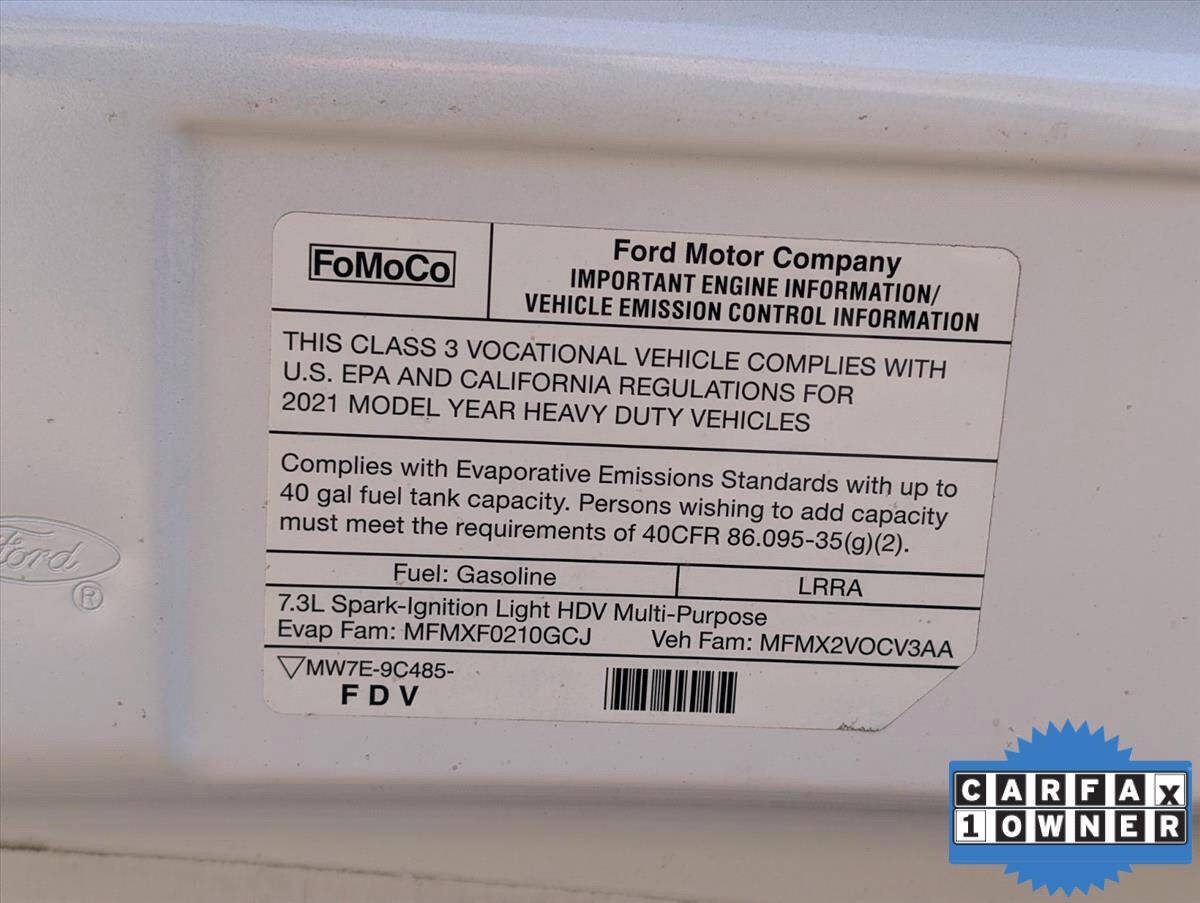 FoMoCo
Ford Motor Company
IMPORTANT ENGINE INFORMATION/
VEHICLE EMISSION CONTROL INFORMATION
THIS CLASS 3 VOCATIONAL VEHICLE COMPLIES WITH
U.S. EPA AND CALIFORNIA REGULATIONS FOR
2021 MODEL YEAR HEAVY DUTY VEHICLES
Complies with Evaporative Emissions Standards with up to
40 gal fuel tank capacity. Persons wishing to add capacity
must meet the requirements of 40CFR 86.095-35(g)(2).
Fuel: Gasoline
LRRA
7.3L Spark-Ignition Light HDV Multi-Purpose
Evap Fam: MFMXF0210GCJ Veh Fam: MFMX2VOCV3AA
MW7E-9C485-
FDV
Ford
®
CARFAX
1 OWNER